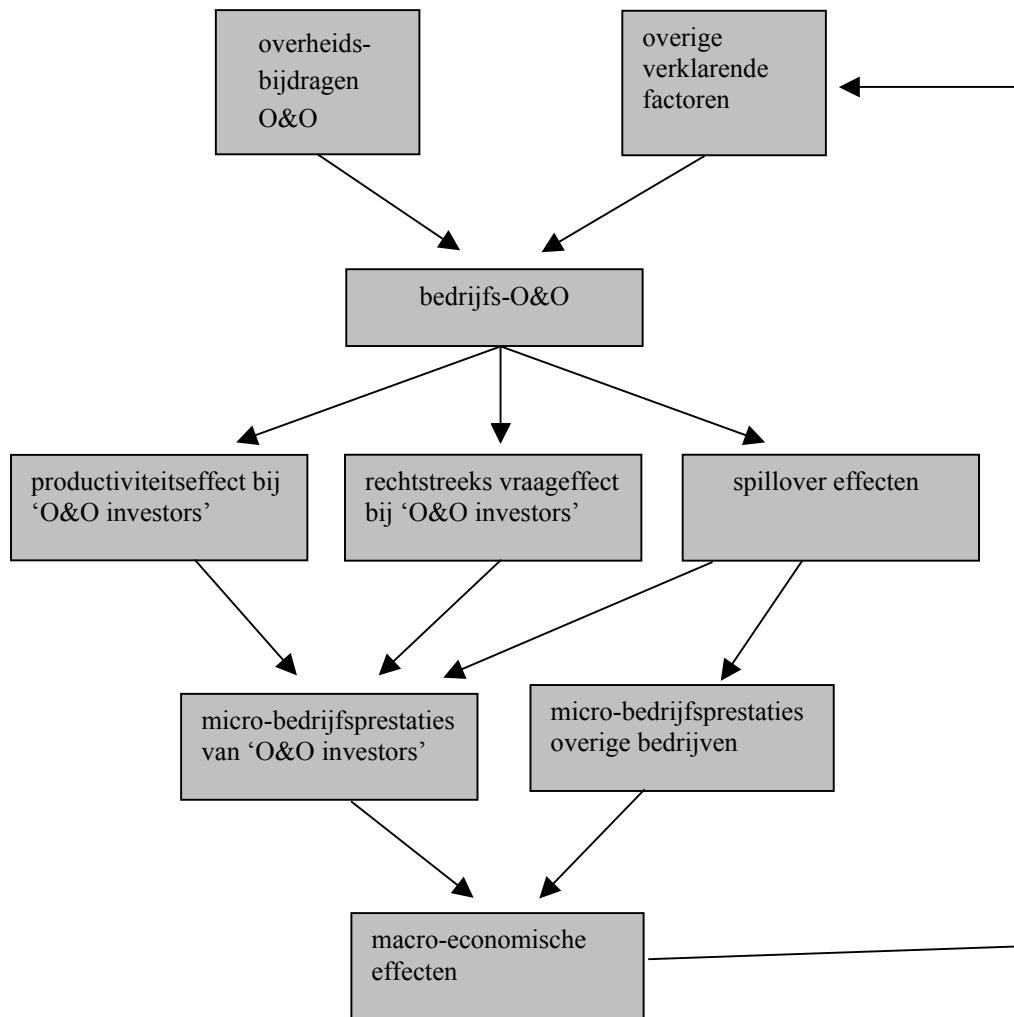 overheids-
bijdragen
O&O
overige
verklarende
factoren
bedrijfs-O&O
productiviteitseffect bij
‘O&O investors’
rechtstreeks vraageffect
bij ‘O&O investors’
spillover effecten
micro-bedrijfsprestaties
van ‘O&O investors’
micro-bedrijfsprestaties
overige bedrijven
macro-economische
effecten